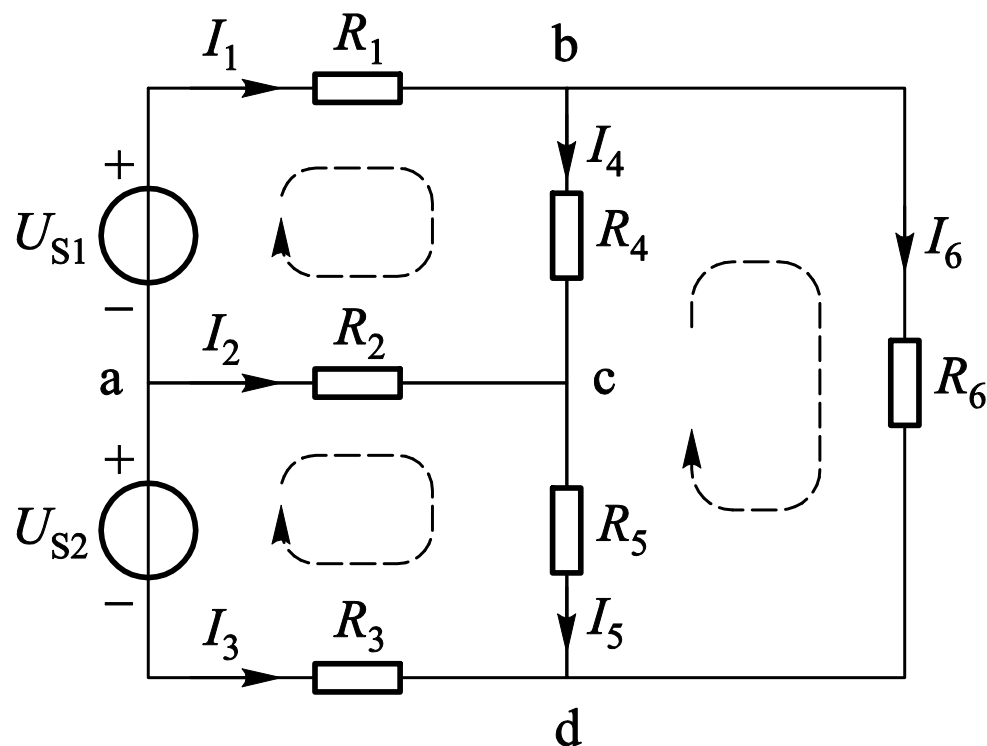 I1 R1 b
+ I4
US1 R4 I6
−
I2 R2
a c R6
+
US2 R5
−
I3 R3 I5
d